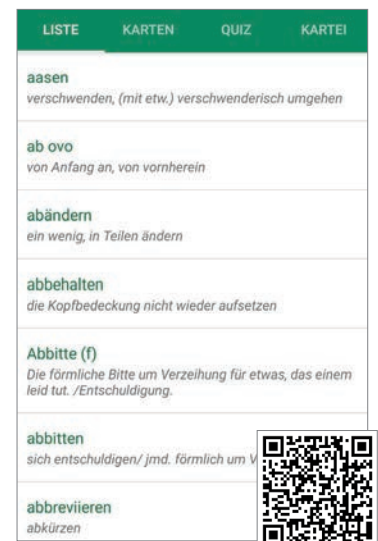 LISTE KARTEN QUIZ KARTEI
aasen
verschwenden, (mit etw.) verschwenderisch umgehen
ab ovo
von Anfang an, von vornherein
abändern
ein wenig, in Teilen ändern
abbehalten
die Kopfbedeckung nicht wieder aufsetzen
Abbitte (f)
Die förmliche Bitte um Verzeihung für etwas, das einem
leid tut. /Entschuldigung.
abbitten
sich entschuldigen/ jmd. förmlich um
abbreviieren
abkürzen